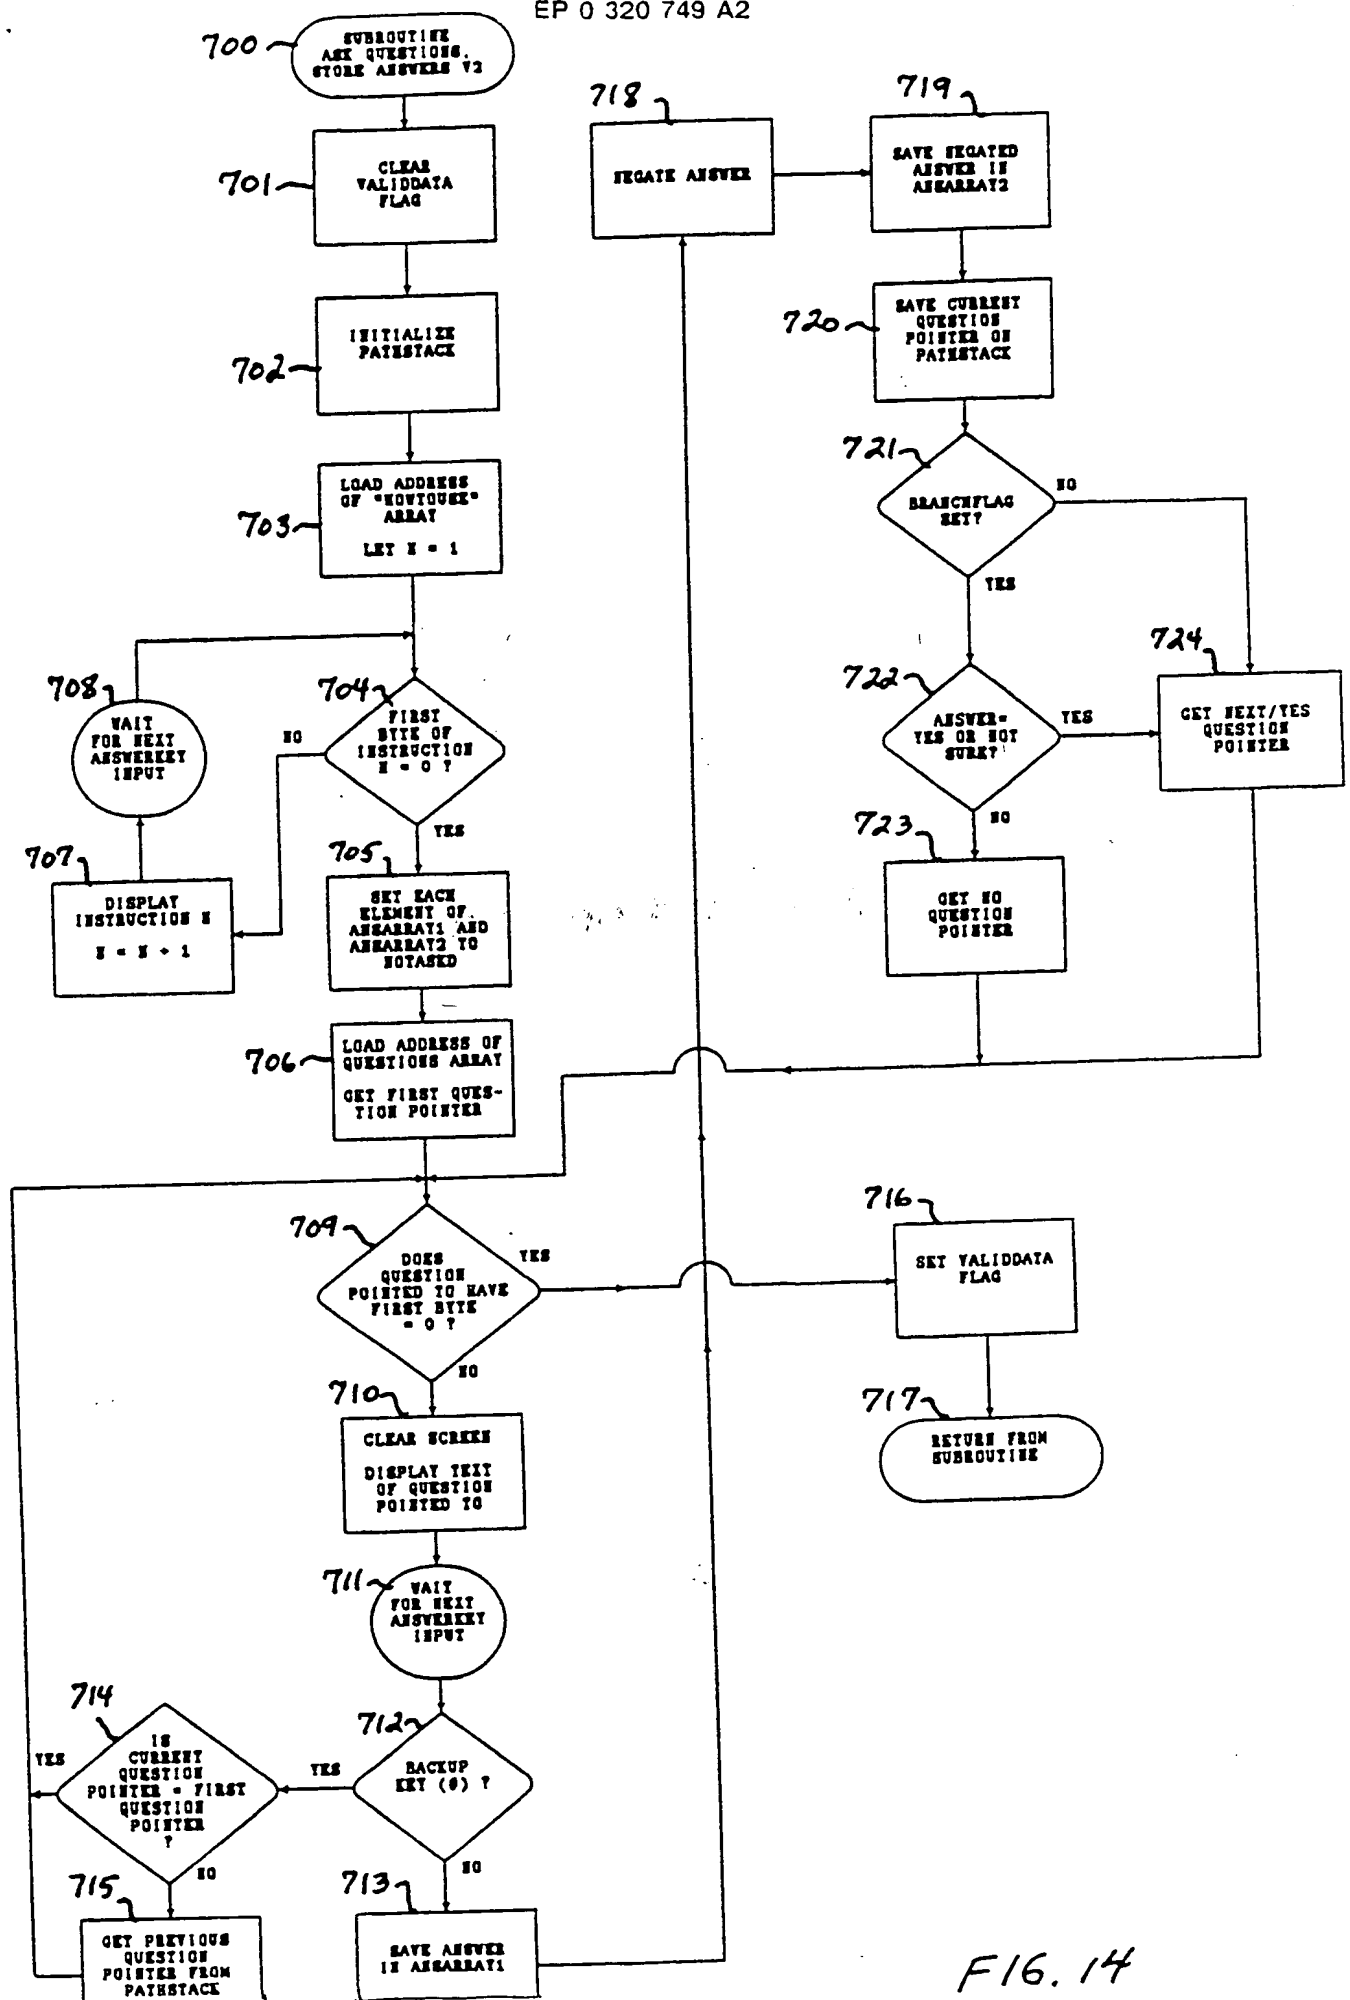 EP 0 320 749 A2
700
SUBROUTINE
ASK QUESTIONS,
STORE ANSWERS V2
701
CLEAR
VALIDDATA
FLAG
702
INITIALIZE
PATHSTACK
703
LOAD ADDRESS
OF "HOWTOUSE"
ARRAY
LET N = 1
704
FIRST
BYTE OF
INSTRUCTION
N = 0 ?
NO
YES
708
WAIT
FOR NEXT
ANSWERKEY
INPUT
707
DISPLAY
INSTRUCTION N
N = N + 1
705
SET EACH
ELEMENT OF
ANSARRAY1 AND
ANSARRAY2 TO
NOTASKED
706
LOAD ADDRESS OF
QUESTIONS ARRAY
GET FIRST QUES-
TION POINTER
709
DOES
QUESTION
POINTED TO HAVE
FIRST BYTE
= 0 ?
YES
NO
710
CLEAR SCREEN
DISPLAY TEXT
OF QUESTION
POINTED TO
711
WAIT
FOR NEXT
ANSWERKEY
INPUT
712
BACKUP
KEY (#) ?
YES
NO
714
IS
CURRENT
QUESTION
POINTER = FIRST
QUESTION
POINTER
?
YES
NO
715
GET PREVIOUS
QUESTION
POINTER FROM
PATHSTACK
713
SAVE ANSWER
IN ANSARRAY1
718
NEGATE ANSWER
719
SAVE NEGATED
ANSWER IN
ANSARRAY2
720
SAVE CURRENT
QUESTION
POINTER ON
PATHSTACK
721
BRANCHFLAG
SET?
NO
YES
722
ANSWER=
YES OR NOT
SURE?
YES
NO
724
GET NEXT/YES
QUESTION
POINTER
723
GET NO
QUESTION
POINTER
716
SET VALIDDATA
FLAG
717
RETURN FROM
SUBROUTINE
FIG. 14